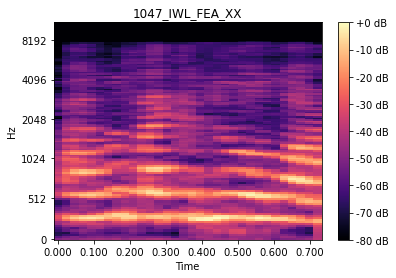 1047_IWL_FEA_XX
8192
4096
2048
1024
512
0
Hz
0.000 0.100 0.200 0.300 0.400 0.500 0.600 0.700
Time
+0 dB
-10 dB
-20 dB
-30 dB
-40 dB
-50 dB
-60 dB
-70 dB
-80 dB